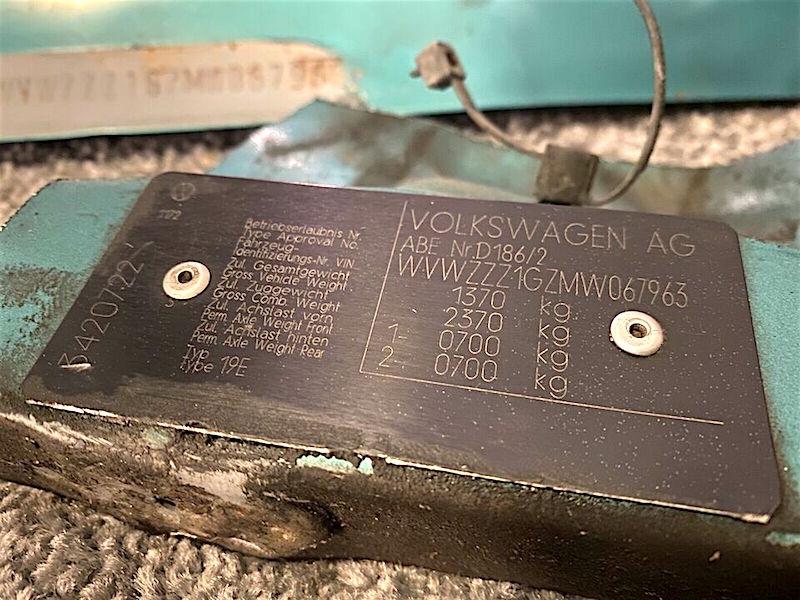 VOLKSWAGEN AG
Betriebserlaubnis Nr.
Type Approval No.
ABE Nr.D186/2
Fahrzeug-
Identifizierungs-Nr. VIN
WVWZZZ1GZMW067963
Zul. Gesamtgewicht
Gross Vehicle Weight
1370 kg
Zul. Zuggewicht
Gross Comb. Weight
2370 kg
Zul. Achslast vorn
Perm. Axle Weight Front
1- 0700 kg
Zul. Achslast hinten
Perm. Axle Weight Rear
2- 0700 kg
Typ
type 19E
3420722